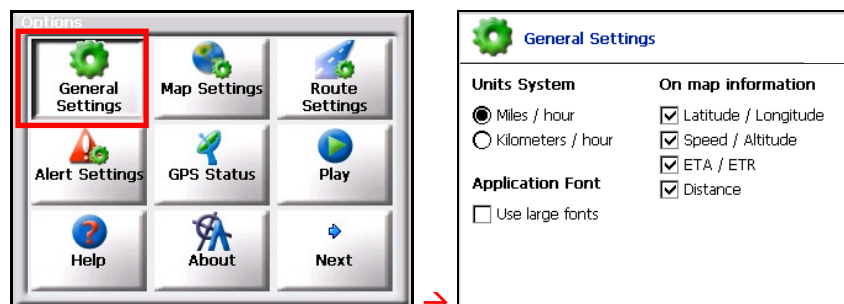 Options
General
Settings
Map Settings
Route
Settings
Alert Settings
GPS Status
Play
Help
About
Next
→
General Settings
Units System
Miles / hour
Kilometers / hour
Application Font
Use large fonts
On map information
Latitude / Longitude
Speed / Altitude
ETA / ETR
Distance